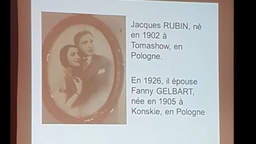 Jacques RUBIN, né
en 1902 à
Tomashow, en
Pologne.
En 1926, il épouse
Fanny GELBART,
née en 1905 à
Konskie, en Pologne